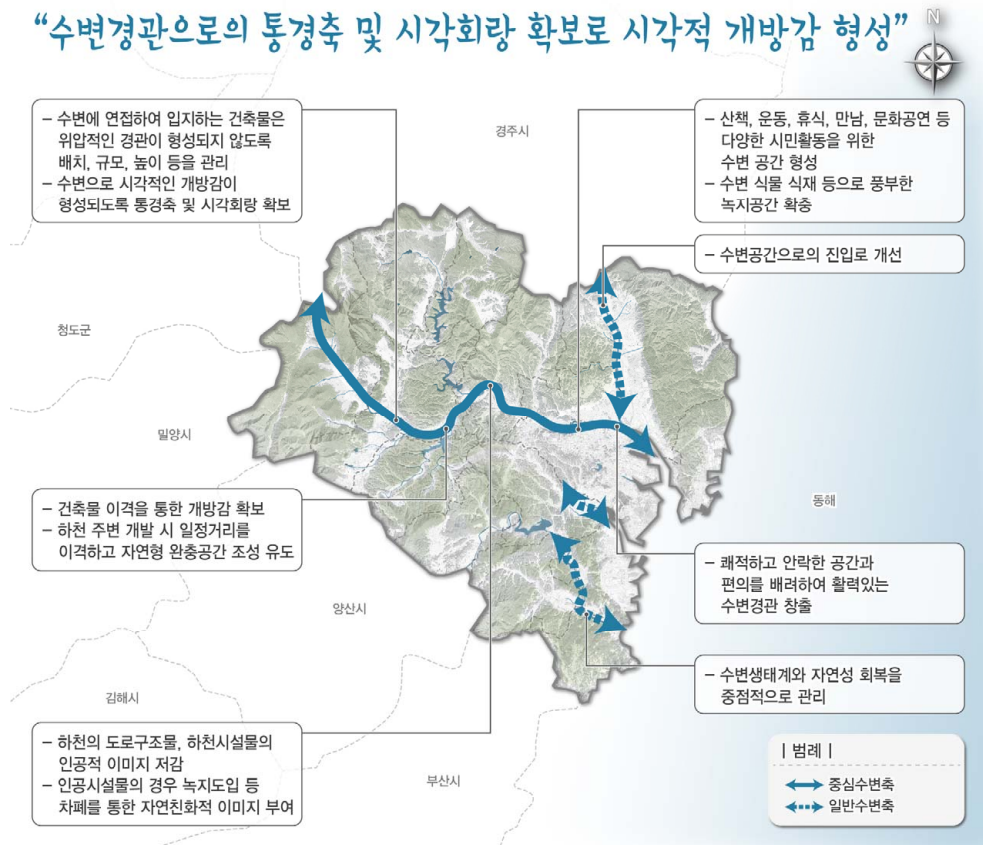 “수변경관으로의 통경축 및 시각회랑 확보로 시각적 개방감 형성”
N
– 수변에 연접하여 입지하는 건축물은
위압적인 경관이 형성되지 않도록
배치, 규모, 높이 등을 관리
– 수변으로 시각적인 개방감이
형성되도록 통경축 및 시각회랑 확보
경주시
– 산책, 운동, 휴식, 만남, 문화공연 등
다양한 시민활동을 위한
수변 공간 형성
– 수변 식물 식재 등으로 풍부한
녹지공간 확충
– 수변공간으로의 진입로 개선
청도군
밀양시
동해
– 건축물 이격을 통한 개방감 확보
– 하천 주변 개발 시 일정거리를
이격하고 자연형 완충공간 조성 유도
– 쾌적하고 안락한 공간과
편의를 배려하여 활력있는
수변경관 창출
양산시
– 수변생태계와 자연성 회복을
중점적으로 관리
김해시
– 하천의 도로구조물, 하천시설물의
인공적 이미지 저감
– 인공시설물의 경우 녹지도입 등
차폐를 통한 자연친화적 이미지 부여
부산시
| 범례 |
중심수변축
일반수변축